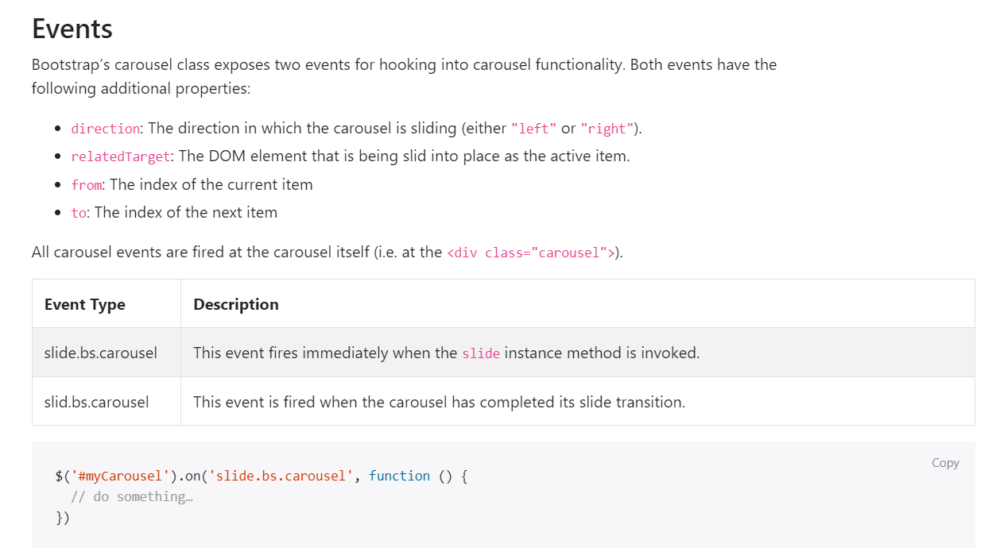 Events
Bootstrap’s carousel class exposes two events for hooking into carousel functionality. Both events have the
following additional properties:
direction: The direction in which the carousel is sliding (either "left" or "right").
relatedTarget: The DOM element that is being slid into place as the active item.
from: The index of the current item
to: The index of the next item
All carousel events are fired at the carousel itself (i.e. at the <div class="carousel">).
Event Type Description
slide.bs.carousel This event fires immediately when the slide instance method is invoked.
slid.bs.carousel This event is fired when the carousel has completed its slide transition.
Copy
$('#myCarousel').on('slide.bs.carousel', function () {
// do something…
})